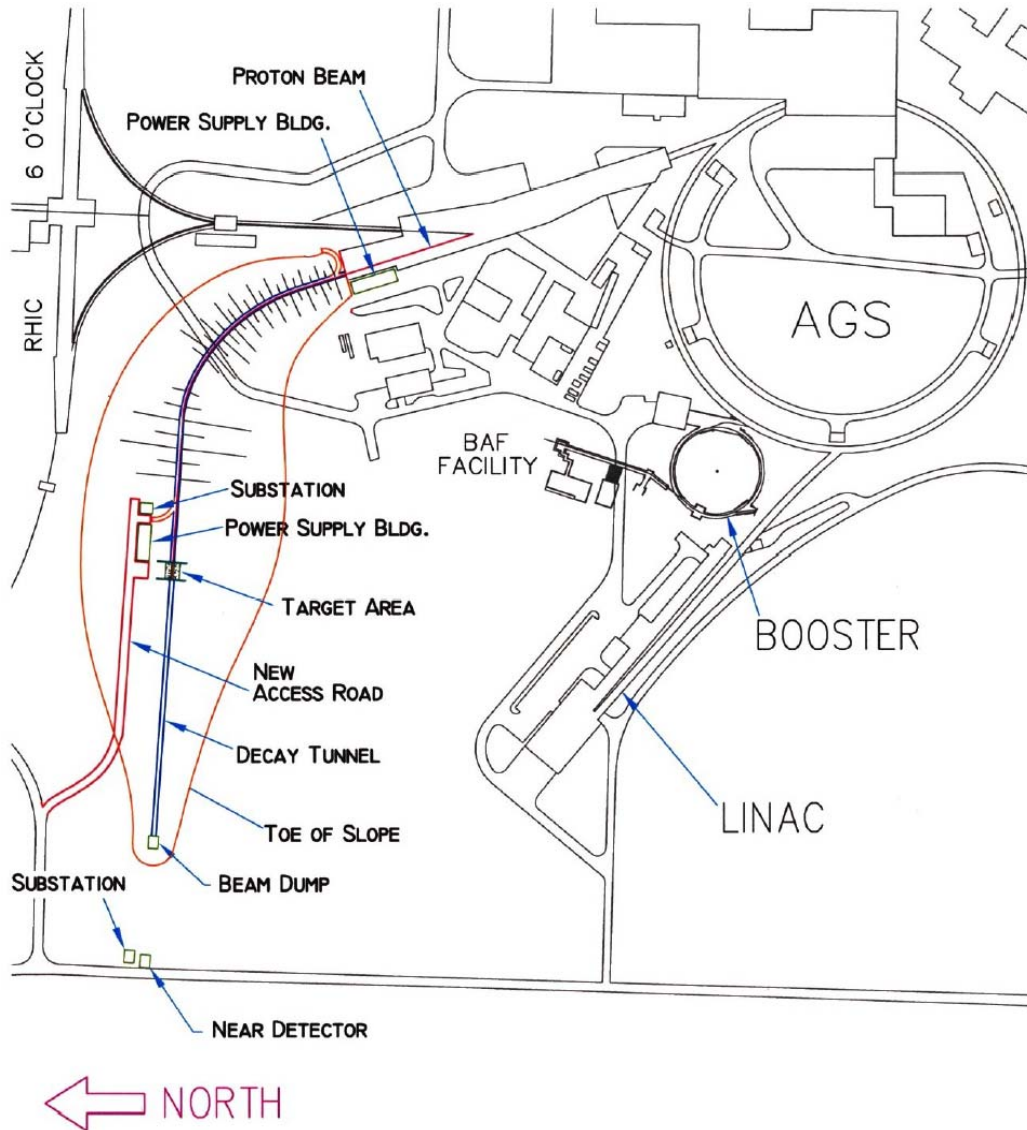 6 O'CLOCK
RHIC
PROTON BEAM
POWER SUPPLY BLDG.
AGS
BAF
FACILITY
SUBSTATION
POWER SUPPLY BLDG.
TARGET AREA
BOOSTER
NEW
ACCESS ROAD
DECAY TUNNEL
LINAC
TOE OF SLOPE
BEAM DUMP
SUBSTATION
NEAR DETECTOR
NORTH